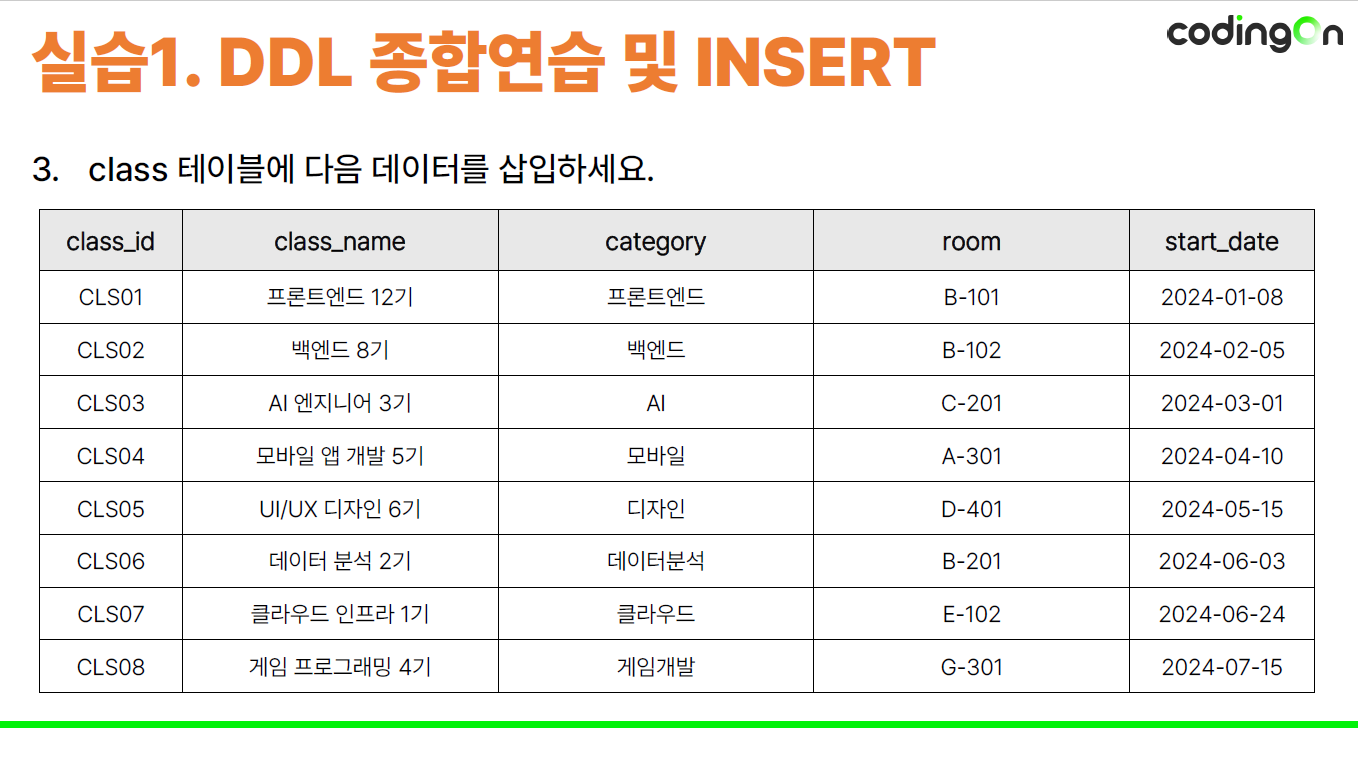 codingOn
실습1. DDL 종합연습 및 INSERT
3. class 테이블에 다음 데이터를 삽입하세요.
class_id class_name category room start_date
CLS01 프론트엔드 12기 프론트엔드 B-101 2024-01-08
CLS02 백엔드 8기 백엔드 B-102 2024-02-05
CLS03 AI 엔지니어 3기 AI C-201 2024-03-01
CLS04 모바일 앱 개발 5기 모바일 A-301 2024-04-10
CLS05 UI/UX 디자인 6기 디자인 D-401 2024-05-15
CLS06 데이터 분석 2기 데이터분석 B-201 2024-06-03
CLS07 클라우드 인프라 1기 클라우드 E-102 2024-06-24
CLS08 게임 프로그래밍 4기 게임개발 G-301 2024-07-15